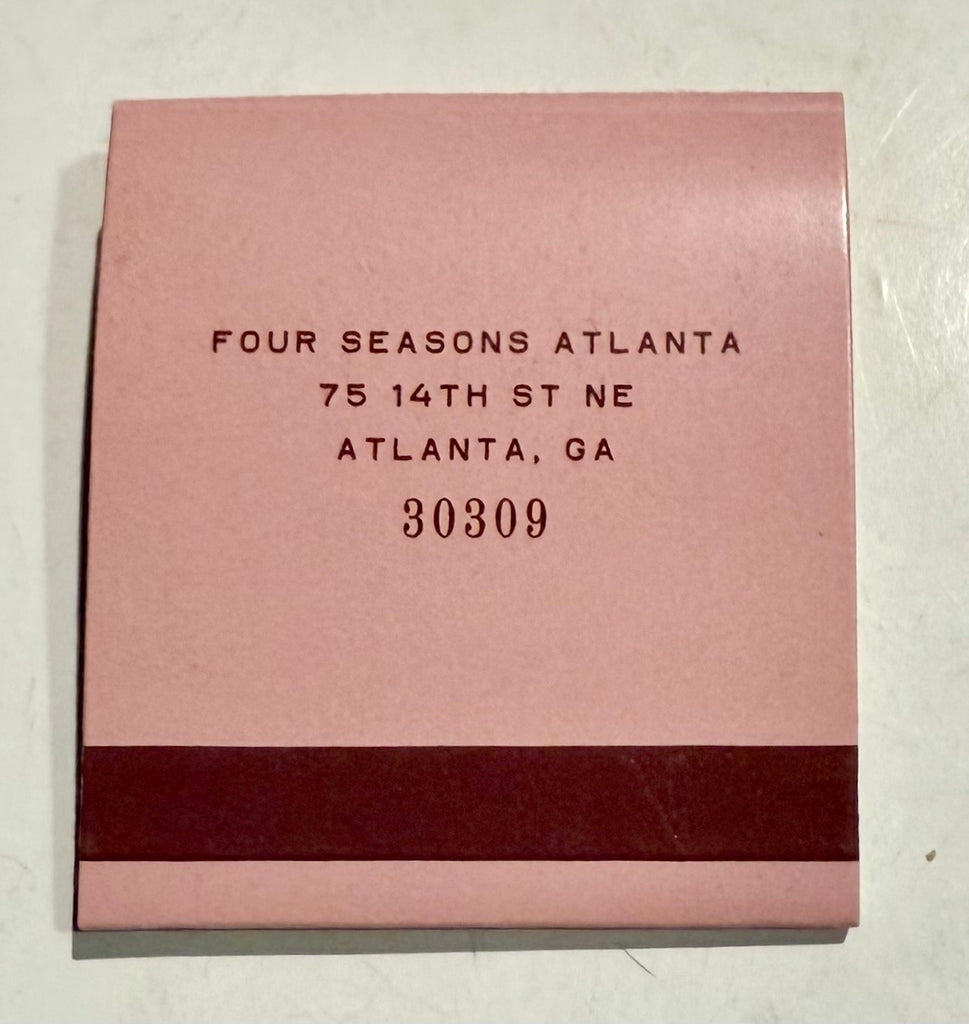 FOUR SEASONS ATLANTA
75 14TH ST NE
ATLANTA, GA
30309